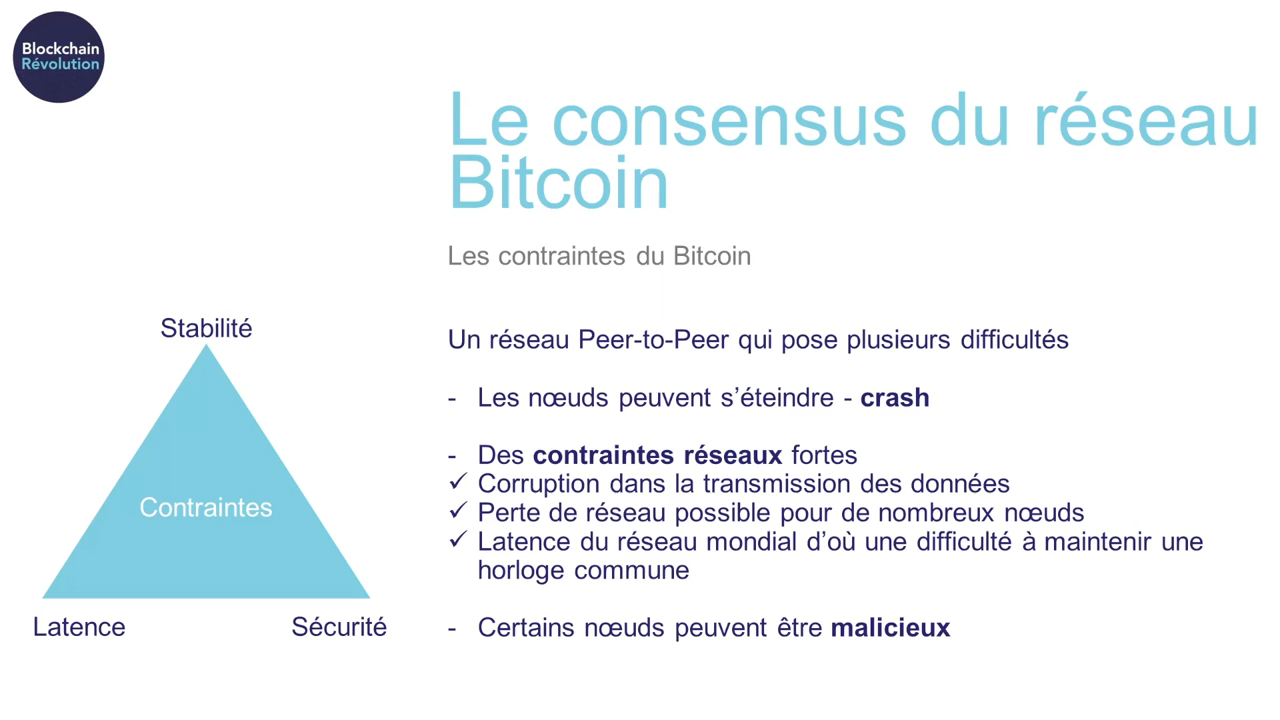 Blockchain
Révolution
Le consensus du réseau
Bitcoin
Les contraintes du Bitcoin
Stabilité
Contraintes
Latence
Sécurité
Un réseau Peer-to-Peer qui pose plusieurs difficultés
- Les nœuds peuvent s’éteindre - crash
- Des contraintes réseaux fortes
✓ Corruption dans la transmission des données
✓ Perte de réseau possible pour de nombreux nœuds
✓ Latence du réseau mondial d’où une difficulté à maintenir une
horloge commune
- Certains nœuds peuvent être malicieux